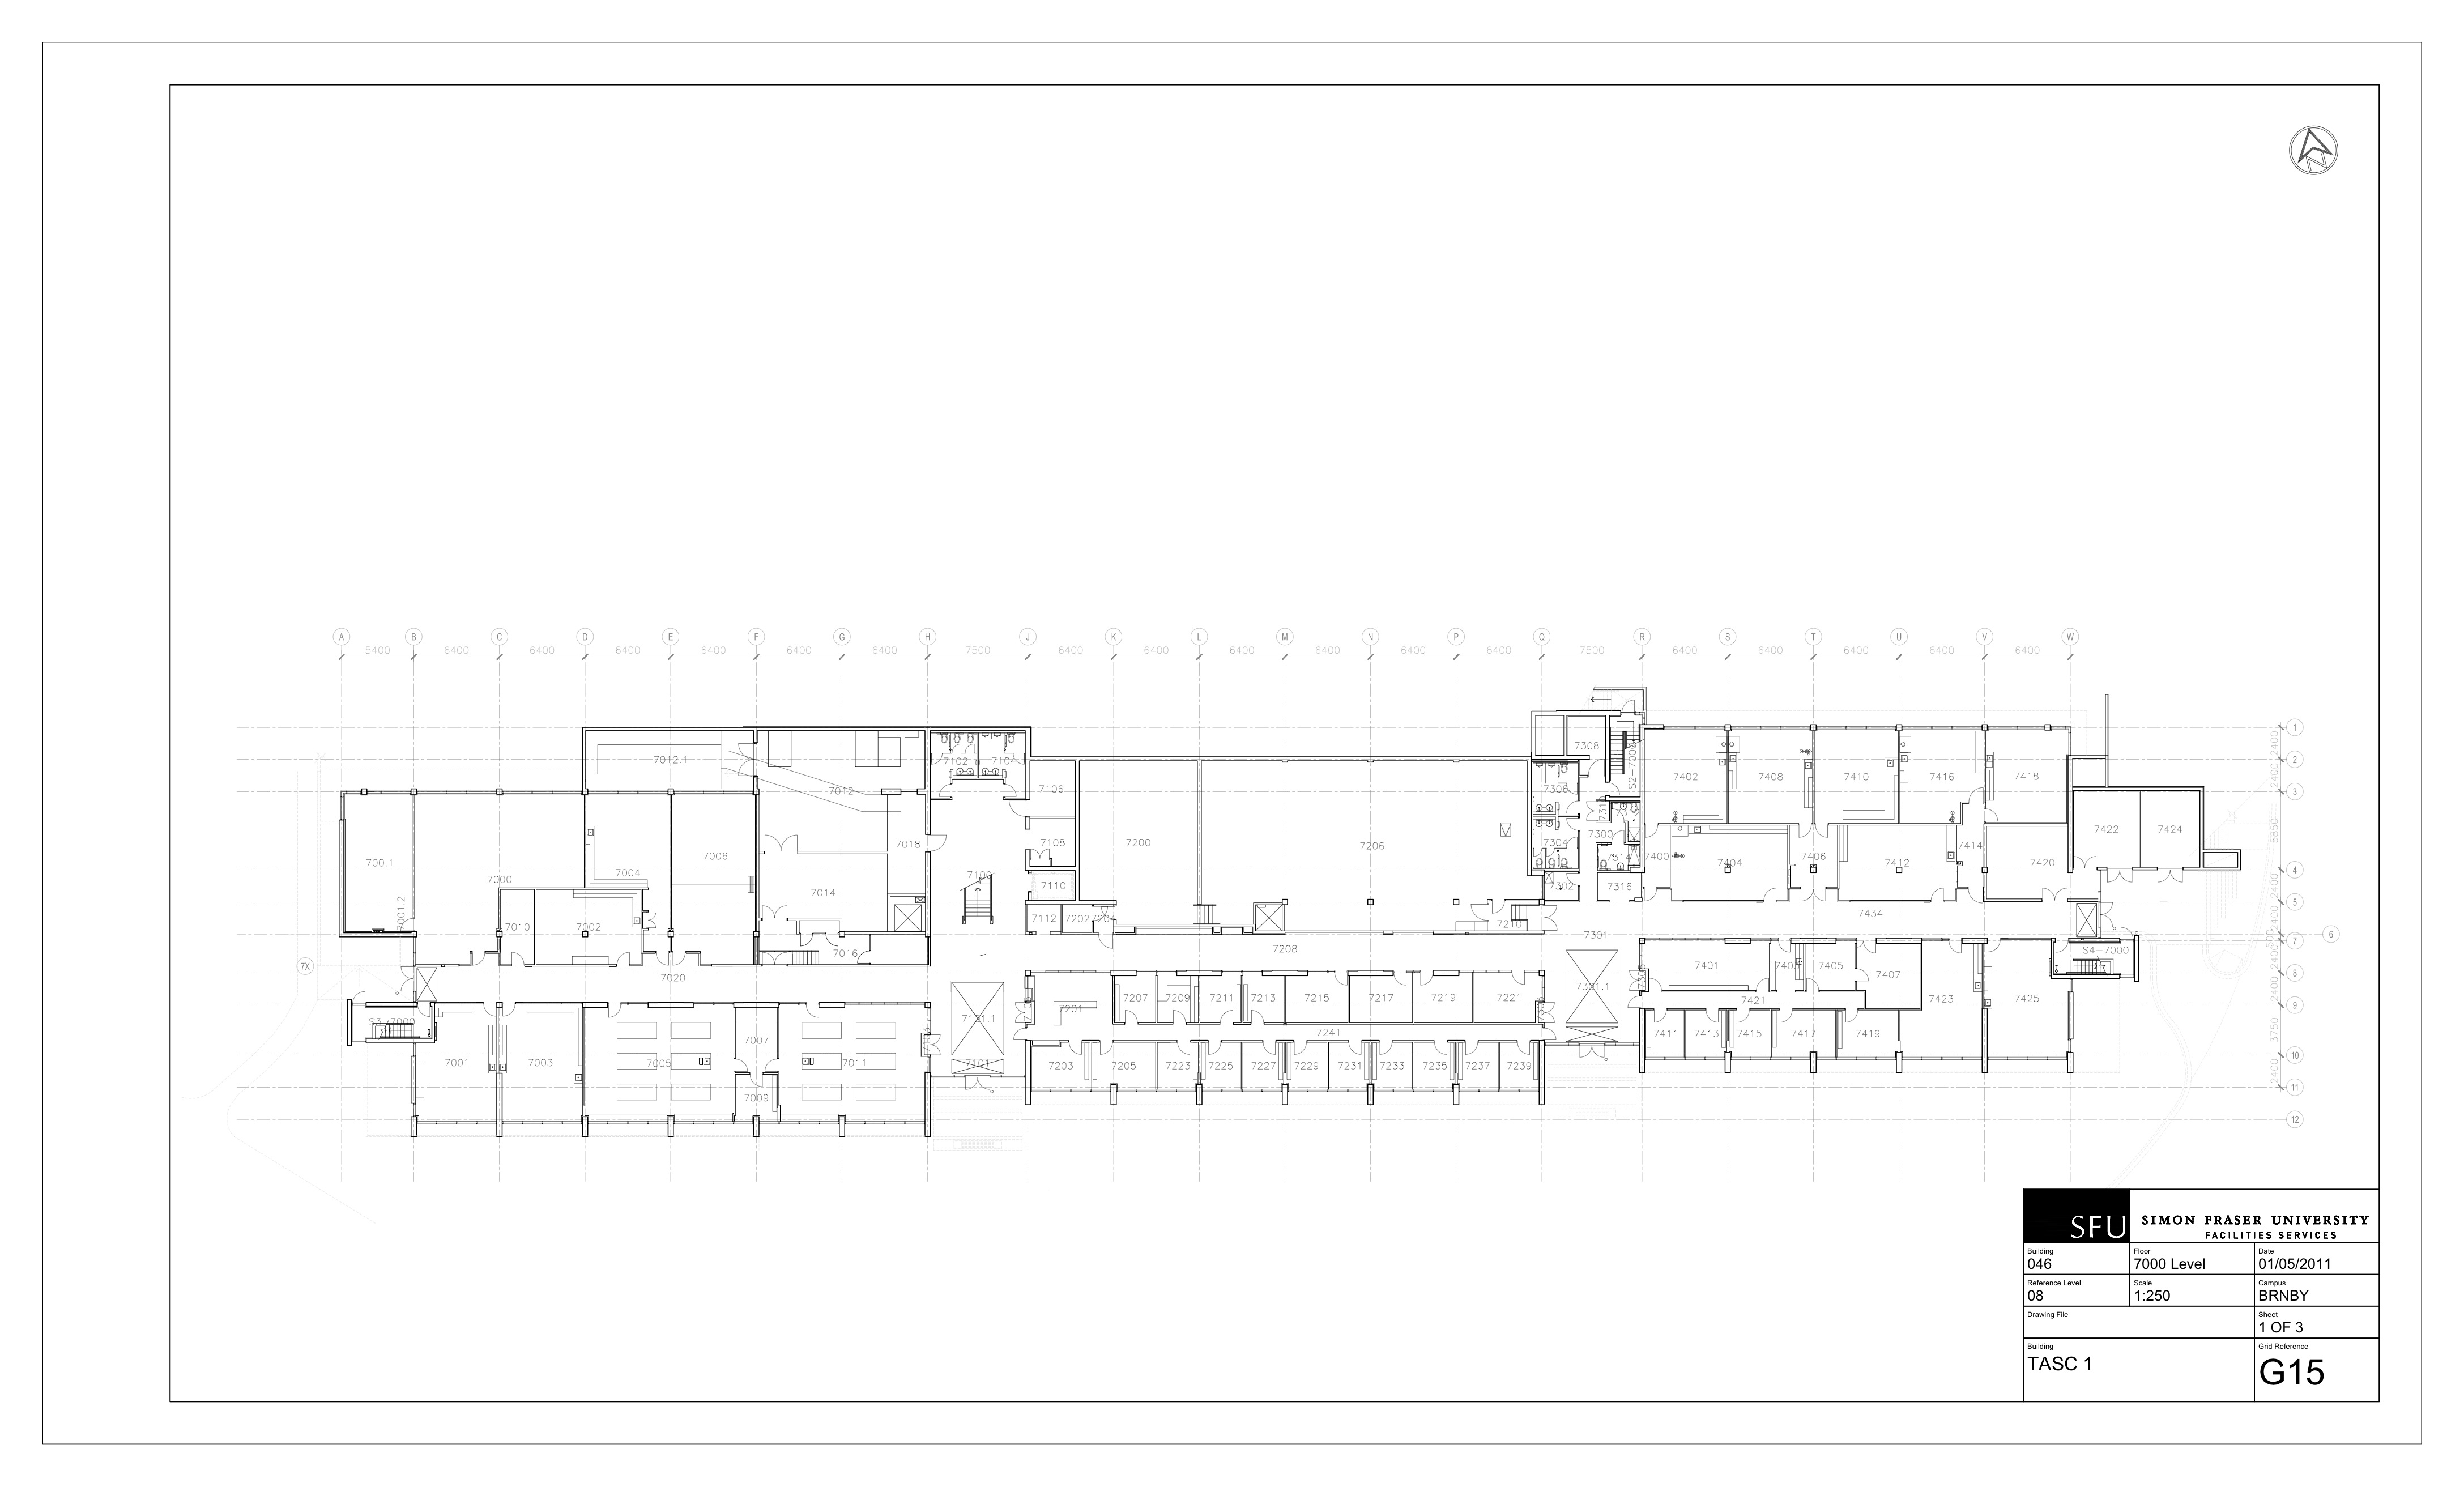 A B C D E F G H J K L M N P Q R S T U V W
5400 6400 6400 6400 6400 6400 6400 7500 6400 6400 6400 6400 6400 6400 7500 6400 6400 6400 6400 6400
1
2400
2
2400
3
5850
4
2400
5
2400
6
7
2400
8
2400
9
3750
10
2400
11
12
7X
7308
S2-7000
7012.1 7102 7104
7402 7408 7410 7416 7418
7012 7106 7306
7422 7424
7018 7108 7200 7206 7304 7300
7006 7314 7400 7404 7406 7412 7414 7420
700.1 7004 7000
7014 7100 7110 7302 7316
7001.2 7112 7202 7204 7434
7010 7002 7210 7301
7016 7208 S4-7000
7020 7401 7403 7405 7407
7301.1
7207 7209 7211 7213 7215 7217 7219 7221 7421 7423 7425
7201
S3-7000 7101.1
7241 7411 7413 7415 7417 7419
7007
7001 7003 7005 7011 7101 7203 7205 7223 7225 7227 7229 7231 7233 7235 7237 7239
7009
SFU SIMON FRASER UNIVERSITY
FACILITIES SERVICES
Building Floor Date
046 7000 Level 01/05/2011
Reference Level Scale Campus
08 1:250 BRNBY
Drawing File Sheet
1 OF 3
Building Grid Reference
TASC 1 G15